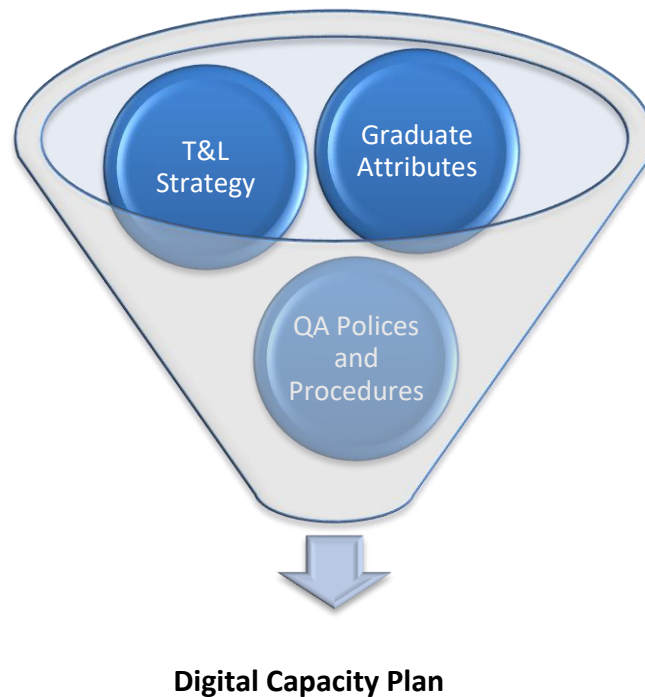 T&L
Strategy
Graduate
Attributes
QA Polices
and
Procedures
Digital Capacity Plan